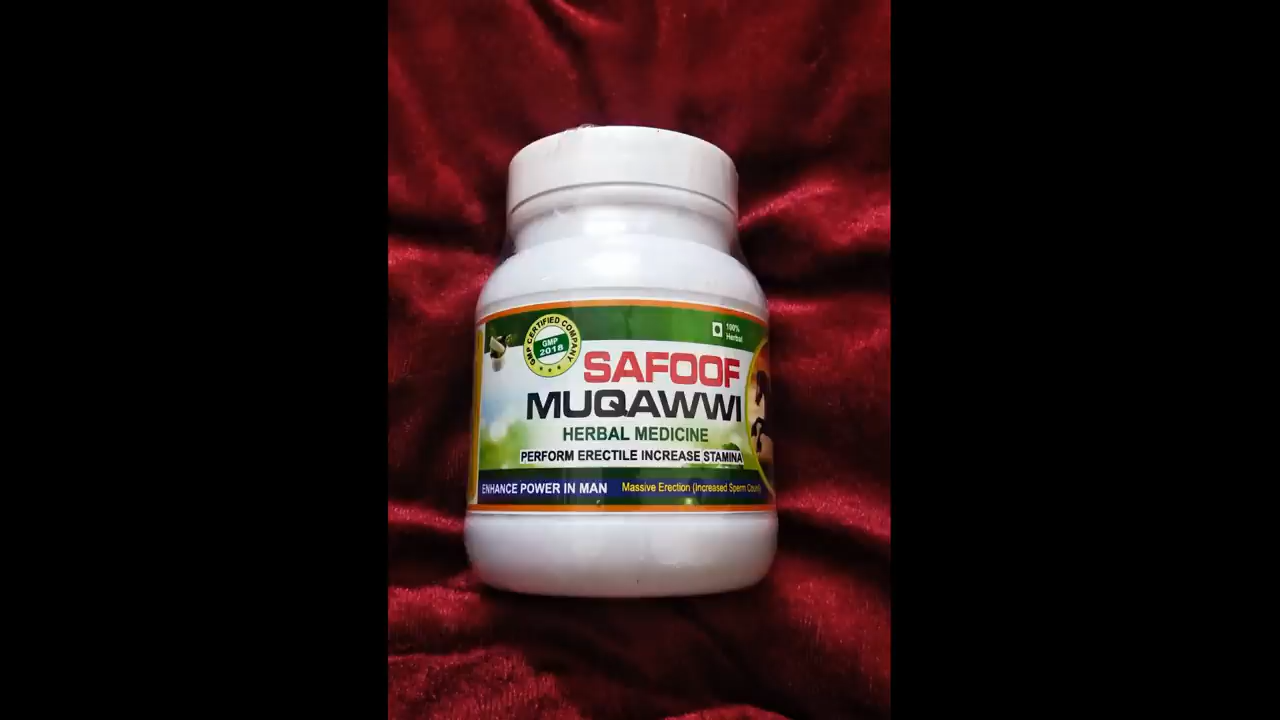 GMP CERTIFIED COMPANY
GMP
2018
100%
Herbal
SAFOOF
MUQAWWI
HERBAL MEDICINE
PERFORM ERECTILE INCREASE STAMINA
ENHANCE POWER IN MAN
Massive Erection (Increased Sperm Count)